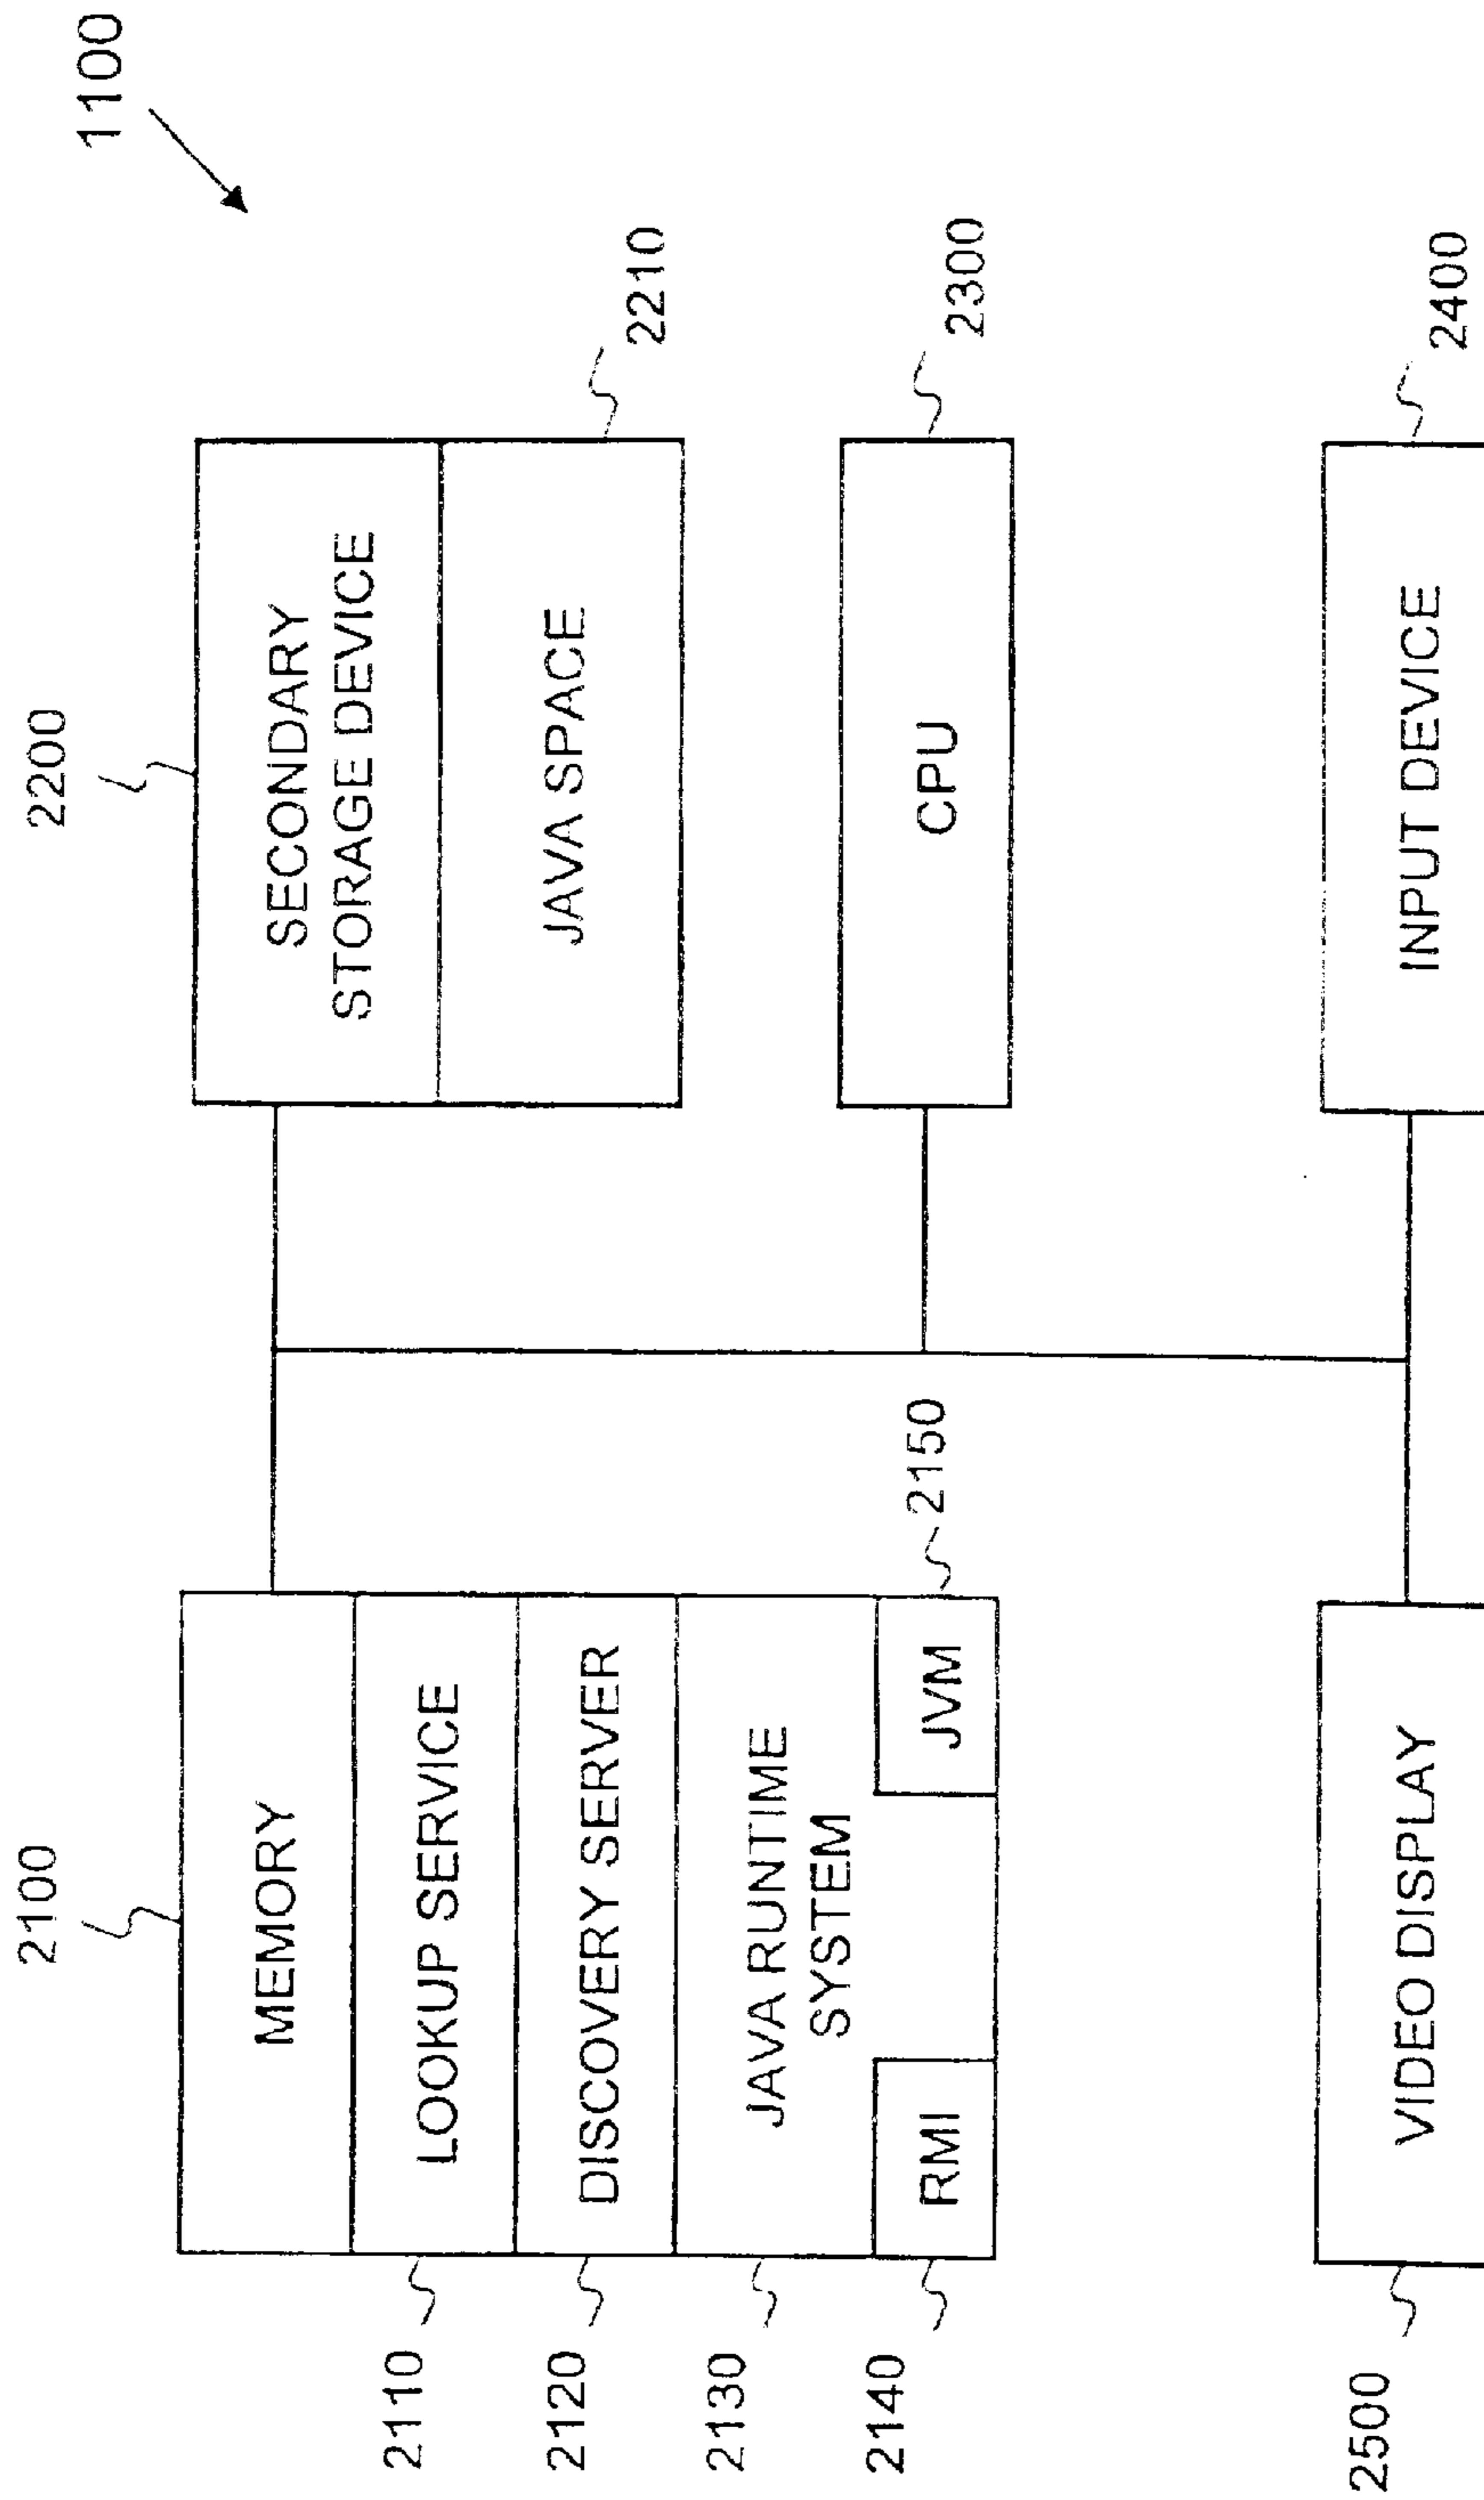 1100
2100
2200
MEMORY
SECONDARY
STORAGE DEVICE
2110
LOOKUP SERVICE
JAVA SPACE
2210
2120
DISCOVERY SERVER
2130
JAVA RUNTIME
SYSTEM
2140
RMI
JVM
2150
CPU
2300
2500
VIDEO DISPLAY
INPUT DEVICE
2400